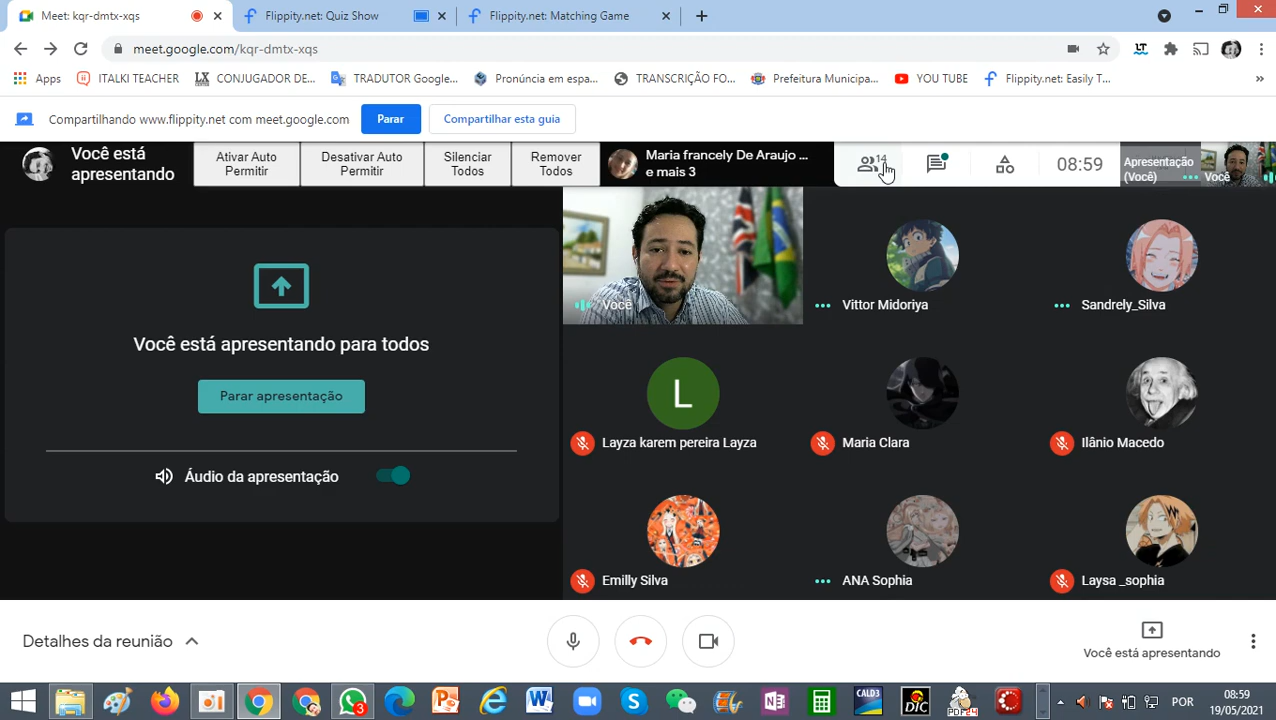 Meet: kqr-dmtx-xqs
Flippity.net: Quiz Show
Flippity.net: Matching Game
meet.google.com/kqr-dmtx-xqs
Apps
ITALKI TEACHER
LX CONJUGADOR DE...
TRADUTOR Google...
Pronúncia em espa...
TRANSCRIÇÃO FO...
Prefeitura Municipa...
YOU TUBE
Flippity.net: Easily T...
»
Compartilhando www.flippity.net com meet.google.com
Parar
Compartilhar esta guia
Você está
apresentando
Ativar Auto
Permitir
Desativar Auto
Permitir
Silenciar
Todos
Remover
Todos
Maria francely De Araujo ...
e mais 3
14
08:59
Apresentação
(Você)
Você
Você está apresentando para todos
Parar apresentação
Áudio da apresentação
Você
Vittor Midoriya
Sandrely_Silva
L
Layza karem pereira Layza
Maria Clara
Ilânio Macedo
Emilly Silva
ANA Sophia
Laysa _sophia
Detalhes da reunião
Você está apresentando
3
CALD3
DIC
PDF24
POR
08:59
19/05/2021